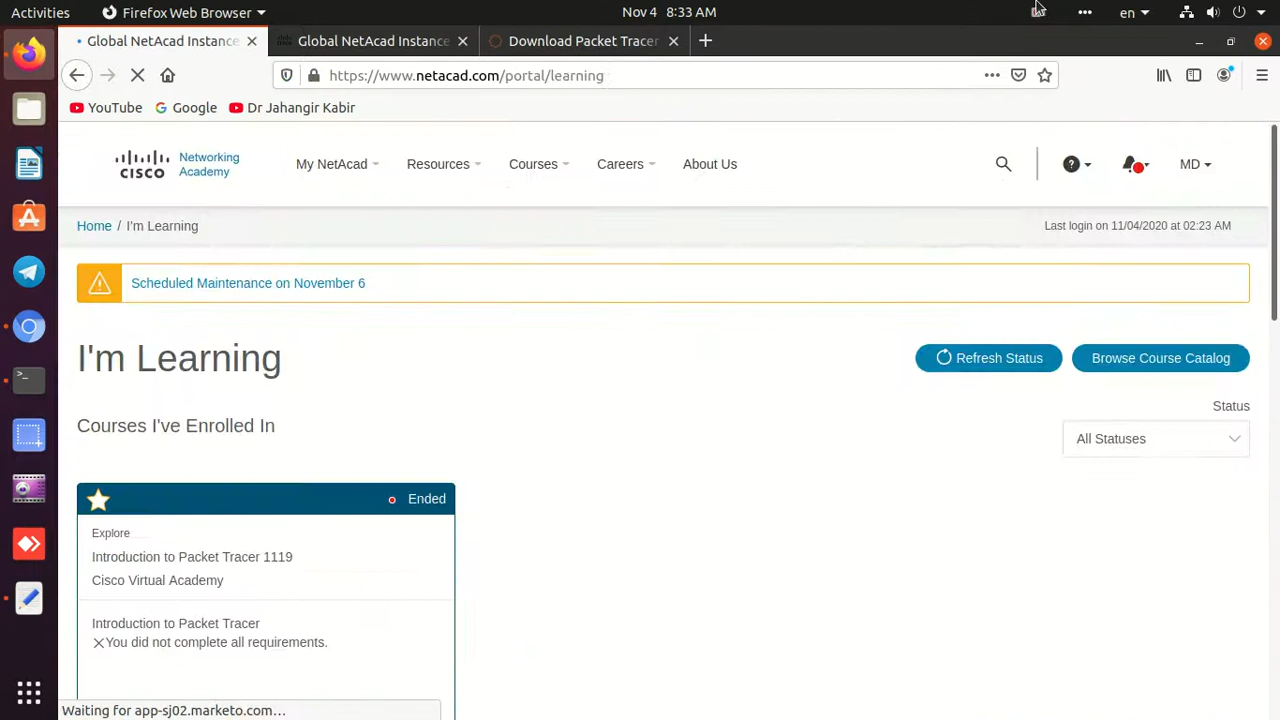 Activities Firefox Web Browser Nov 4 8:33 AM en
Global NetAcad Instance Global NetAcad Instance Download Packet Tracer
https://www.netacad.com/portal/learning
YouTube Google Dr Jahangir Kabir
cisco Networking Academy My NetAcad Resources Courses Careers About Us MD
Home / I'm Learning Last login on 11/04/2020 at 02:23 AM
Scheduled Maintenance on November 6
I'm Learning Refresh Status Browse Course Catalog
Status
Courses I've Enrolled In All Statuses
Ended
Explore
Introduction to Packet Tracer 1119
Cisco Virtual Academy
Introduction to Packet Tracer
You did not complete all requirements.
Waiting for app-sj02.marketo.com…